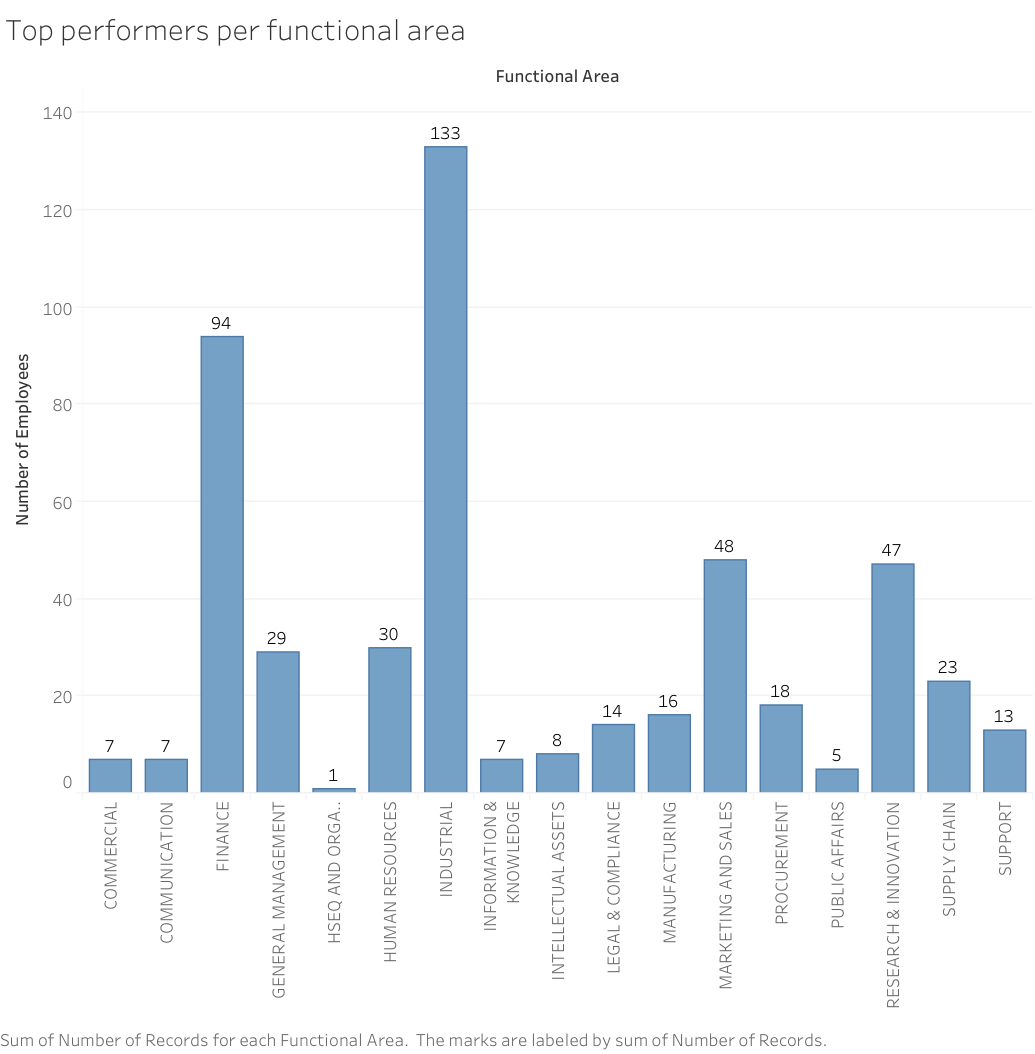 Top performers per functional area
Functional Area
Number of Employees
140
120
100
80
60
40
20
0
7
7
94
29
1
30
133
7
8
14
16
48
18
5
47
23
13
COMMERCIAL
COMMUNICATION
FINANCE
GENERAL MANAGEMENT
HSEQ AND ORGA..
HUMAN RESOURCES
INDUSTRIAL
INFORMATION &
KNOWLEDGE
INTELLECTUAL ASSETS
LEGAL & COMPLIANCE
MANUFACTURING
MARKETING AND SALES
PROCUREMENT
PUBLIC AFFAIRS
RESEARCH & INNOVATION
SUPPLY CHAIN
SUPPORT
Sum of Number of Records for each Functional Area.  The marks are labeled by sum of Number of Records.